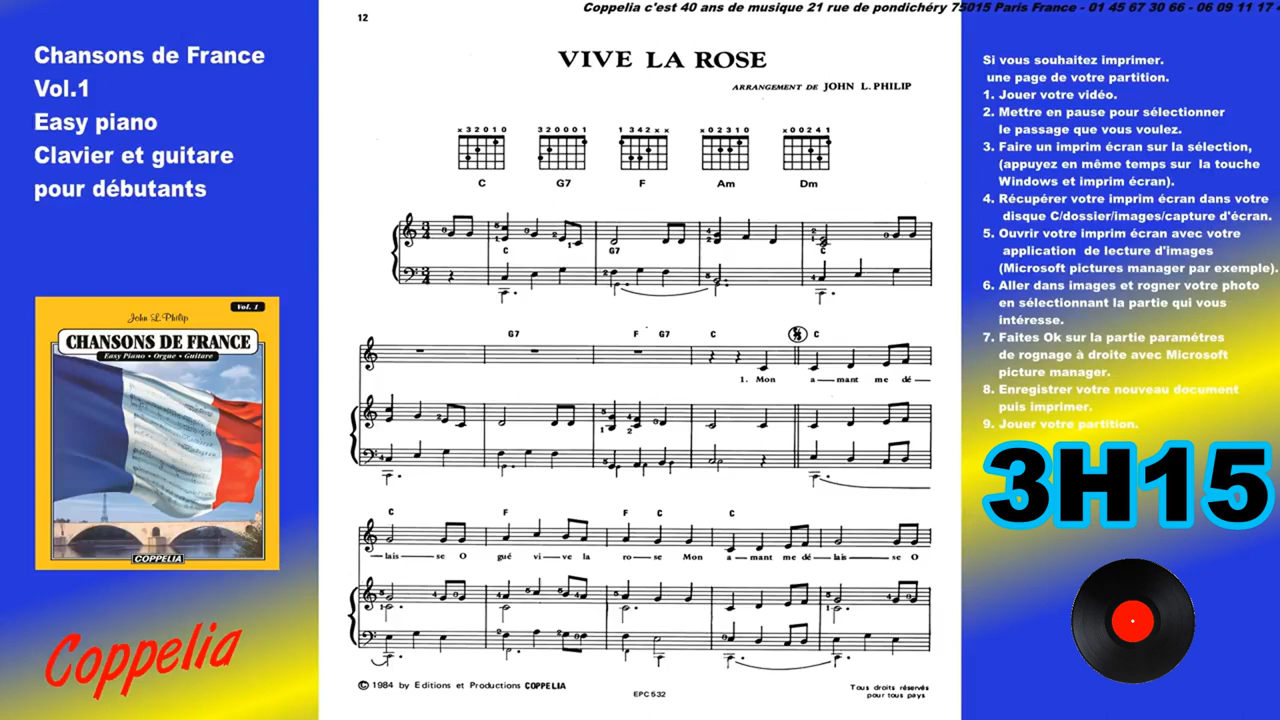 Coppelia c'est 40 ans de musique 21 rue de pondichéry 75015 Paris France - 01 45 67 30 66 - 06 09 11 17 4
Chansons de France
Vol.1
Easy piano
Clavier et guitare
pour débutants
Vol. 1
John L. Philip
CHANSONS DE FRANCE
Easy Piano • Orgue • Guitare
COPPELIA
Coppelia
12
VIVE LA ROSE
ARRANGEMENT DE JOHN L. PHILIP
x32010 320001 1342xx x02310 x00241
C G7 F Am Dm
C G7 C
G7 F G7 C C
1. Mon a — mant me dé —
C F F C C
— lais — se O gué vi — ve la ro — se Mon a — mant me dé — lais — se O
© 1984 by Editions et Productions COPPELIA
EPC 532
Tous droits réservés
pour tous pays
Si vous souhaitez imprimer.
une page de votre partition.
1. Jouer votre vidéo.
2. Mettre en pause pour sélectionner
le passage que vous voulez.
3. Faire un imprim écran sur la sélection,
(appuyez en même temps sur la touche
Windows et imprim écran).
4. Récupérer votre imprim écran dans votre
disque C/dossier/images/capture d'écran.
5. Ouvrir votre imprim écran avec votre
application de lecture d'images
(Microsoft pictures manager par exemple).
6. Aller dans images et rogner votre photo
en sélectionnant la partie qui vous
intéresse.
7. Faites Ok sur la partie paramétres
de rognage à droite avec Microsoft
picture manager.
8. Enregistrer votre nouveau document
puis imprimer.
9. Jouer votre partition.
3H15